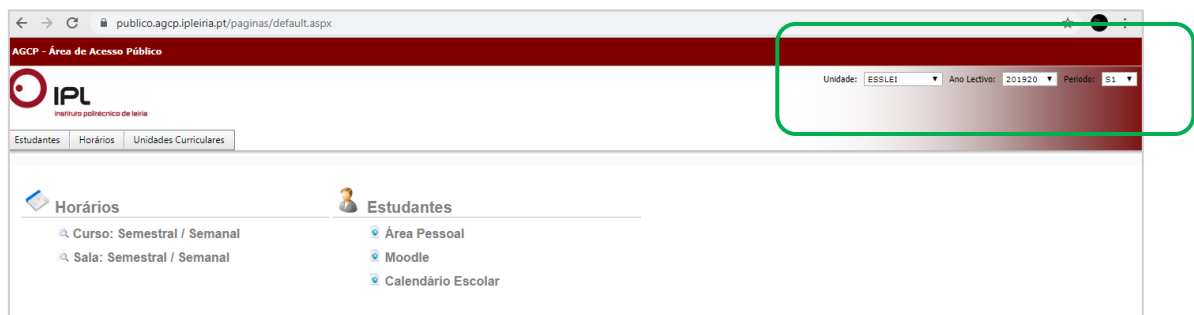 publico.agcp.ipleiria.pt/paginas/default.aspx
AGCP - Área de Acesso Público
Unidade: ESSLEI Ano Lectivo: 201920 Periodo: S1
IPL
instituto politécnico de leiria
Estudantes Horários Unidades Curriculares
Horários Estudantes
Curso: Semestral / Semanal Área Pessoal
Sala: Semestral / Semanal Moodle
Calendário Escolar